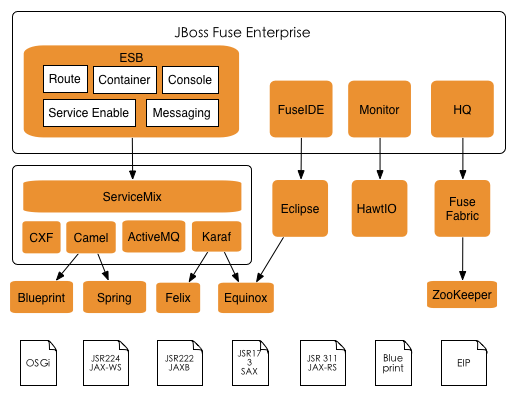 JBoss Fuse Enterprise
ESB
Route
Container
Console
Service Enable
Messaging
FuseIDE
Monitor
HQ
ServiceMix
CXF
Camel
ActiveMQ
Karaf
Eclipse
HawtIO
Fuse
Fabric
Blueprint
Spring
Felix
Equinox
ZooKeeper
OSGi
JSR224
JAX-WS
JSR222
JAXB
JSR17
3
SAX
JSR 311
JAX-RS
Blue
print
EIP